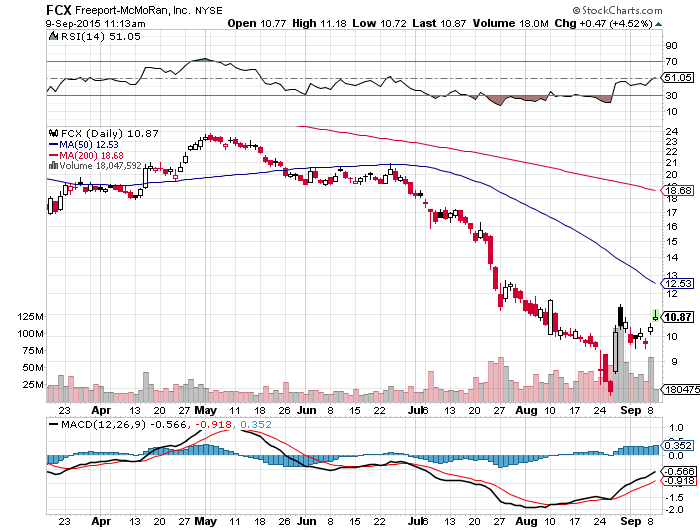 FCX Freeport-McMoRan, Inc. NYSE © StockCharts.com
9-Sep-2015 11:13am Open 10.77 High 11.18 Low 10.72 Last 10.87 Volume 18.0M Chg +0.47 (+4.52%)
RSI(14) 51.05
90
70
51.05
30
10
FCX (Daily) 10.87
MA(50) 12.53
MA(200) 18.68
Volume 18,047,592
24
23
22
21
20
19
18.68
18
17
16
15
14
13
12.53
12
10.87
10
9
8
180475
125M
100M
75M
50M
25M
23 Apr 6 13 20 27 May 11 18 26 Jun 8 15 22 Jul 6 13 20 27 Aug 10 17 24 Sep 8
MACD(12,26,9) -0.566, -0.918, 0.352
1.0
0.5
0.352
0.0
-0.566
-0.918
-1.5
-2.0
23 Apr 6 13 20 27 May 11 18 26 Jun 8 15 22 Jul 6 13 20 27 Aug 10 17 24 Sep 8